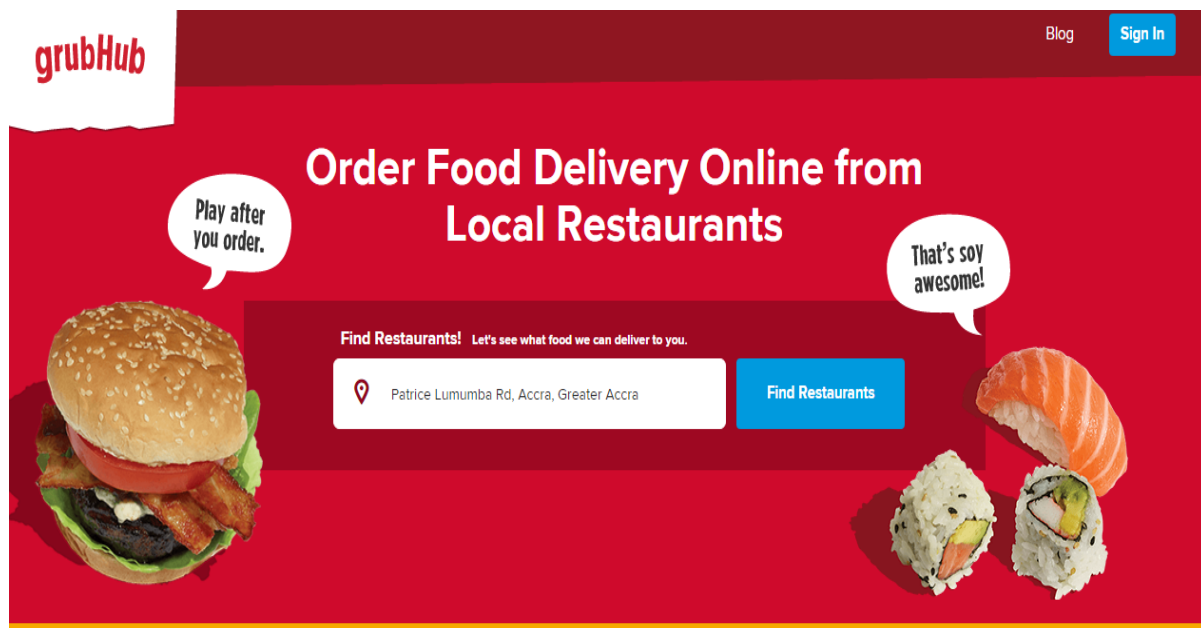 grubHub
Blog
Sign In
Order Food Delivery Online from
Local Restaurants
Play after
you order.
That's soy
awesome!
Find Restaurants! Let's see what food we can deliver to you.
Patrice Lumumba Rd, Accra, Greater Accra
Find Restaurants